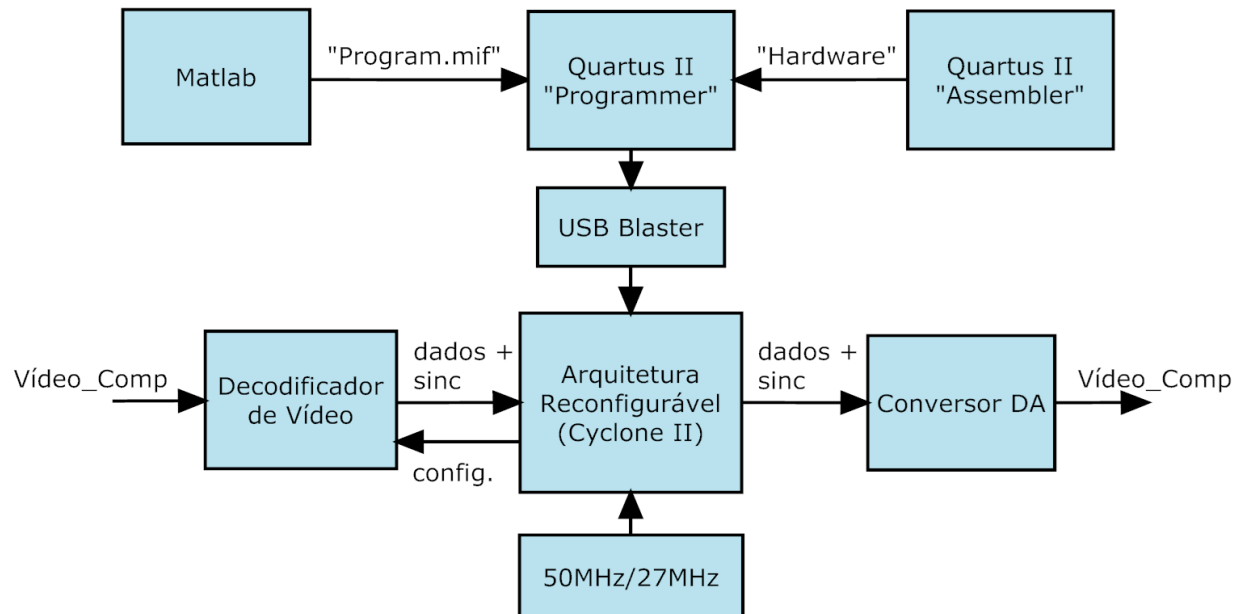 Matlab
"Program.mif"
Quartus II
"Programmer"
"Hardware"
Quartus II
"Assembler"
USB Blaster
Vídeo_Comp
Decodificador
de Vídeo
dados +
sinc
config.
Arquitetura
Reconfigurável
(Cyclone II)
dados +
sinc
Conversor DA
Vídeo_Comp
50MHz/27MHz